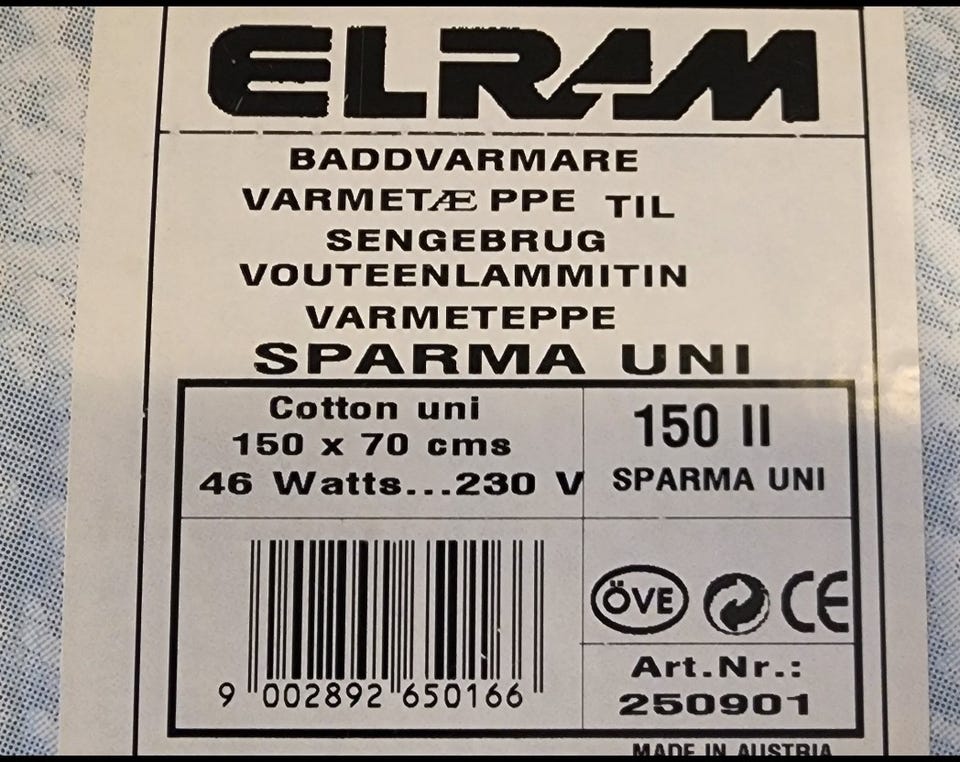 ELRAM
BADDVARMARE
VARMETÆ PPE TIL
SENGEBRUG
VOUTEENLAMMITIN
VARMETEPPE
SPARMA UNI
Cotton uni
150 x 70 cms
46 Watts...230 V
150 II
SPARMA UNI
9 002892 650166
ÖVE CE
Art.Nr.:
250901
MADE IN AUSTRIA